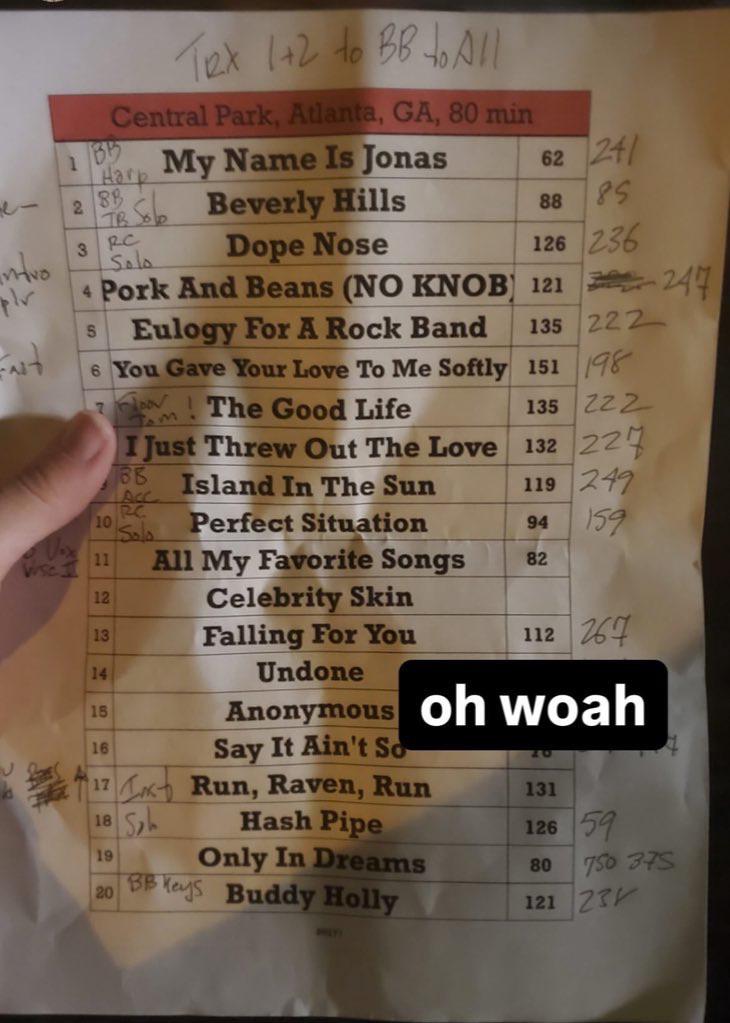 TRX 1+2 to BB to All
Central Park, Atlanta, GA, 80 min
1 BB Harp My Name Is Jonas 62 241
2 BB TB Solo Beverly Hills 88 85
3 RC Solo Dope Nose 126 236
4 Pork And Beans (NO KNOB) 121 247
5 Eulogy For A Rock Band 135 222
6 You Gave Your Love To Me Softly 151 198
7 Floor Tom! The Good Life 135 222
I Just Threw Out The Love 132 227
9 BB Acc Island In The Sun 119 249
10 RC Solo Perfect Situation 94 159
11 All My Favorite Songs 82
12 Celebrity Skin
13 Falling For You 112 267
14 Undone
15 Anonymous
oh woah
16 Say It Ain't So
17 Inst Run, Raven, Run 131
18 Hash Pipe 126 59
19 Only In Dreams 80 750 375
20 BB Keys Buddy Holly 121